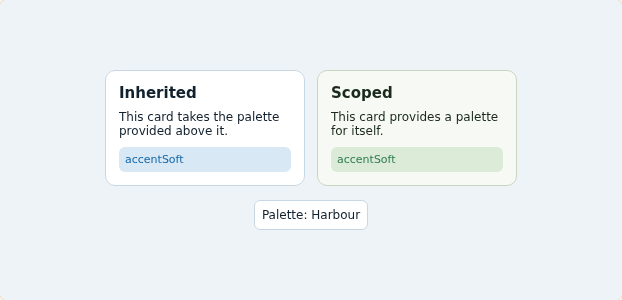 Inherited
This card takes the palette
provided above it.
accentSoft
Scoped
This card provides a palette
for itself.
accentSoft
Palette: Harbour